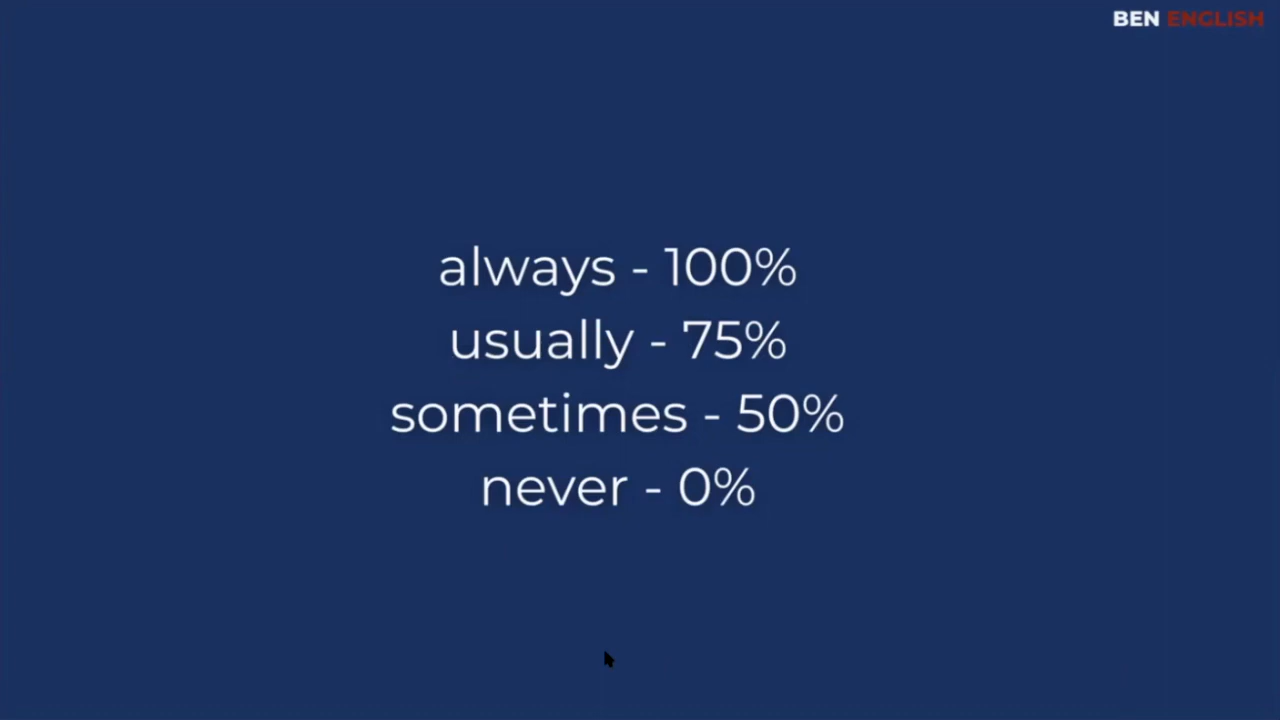 BEN ENGLISH
always - 100%
usually - 75%
sometimes - 50%
never - 0%